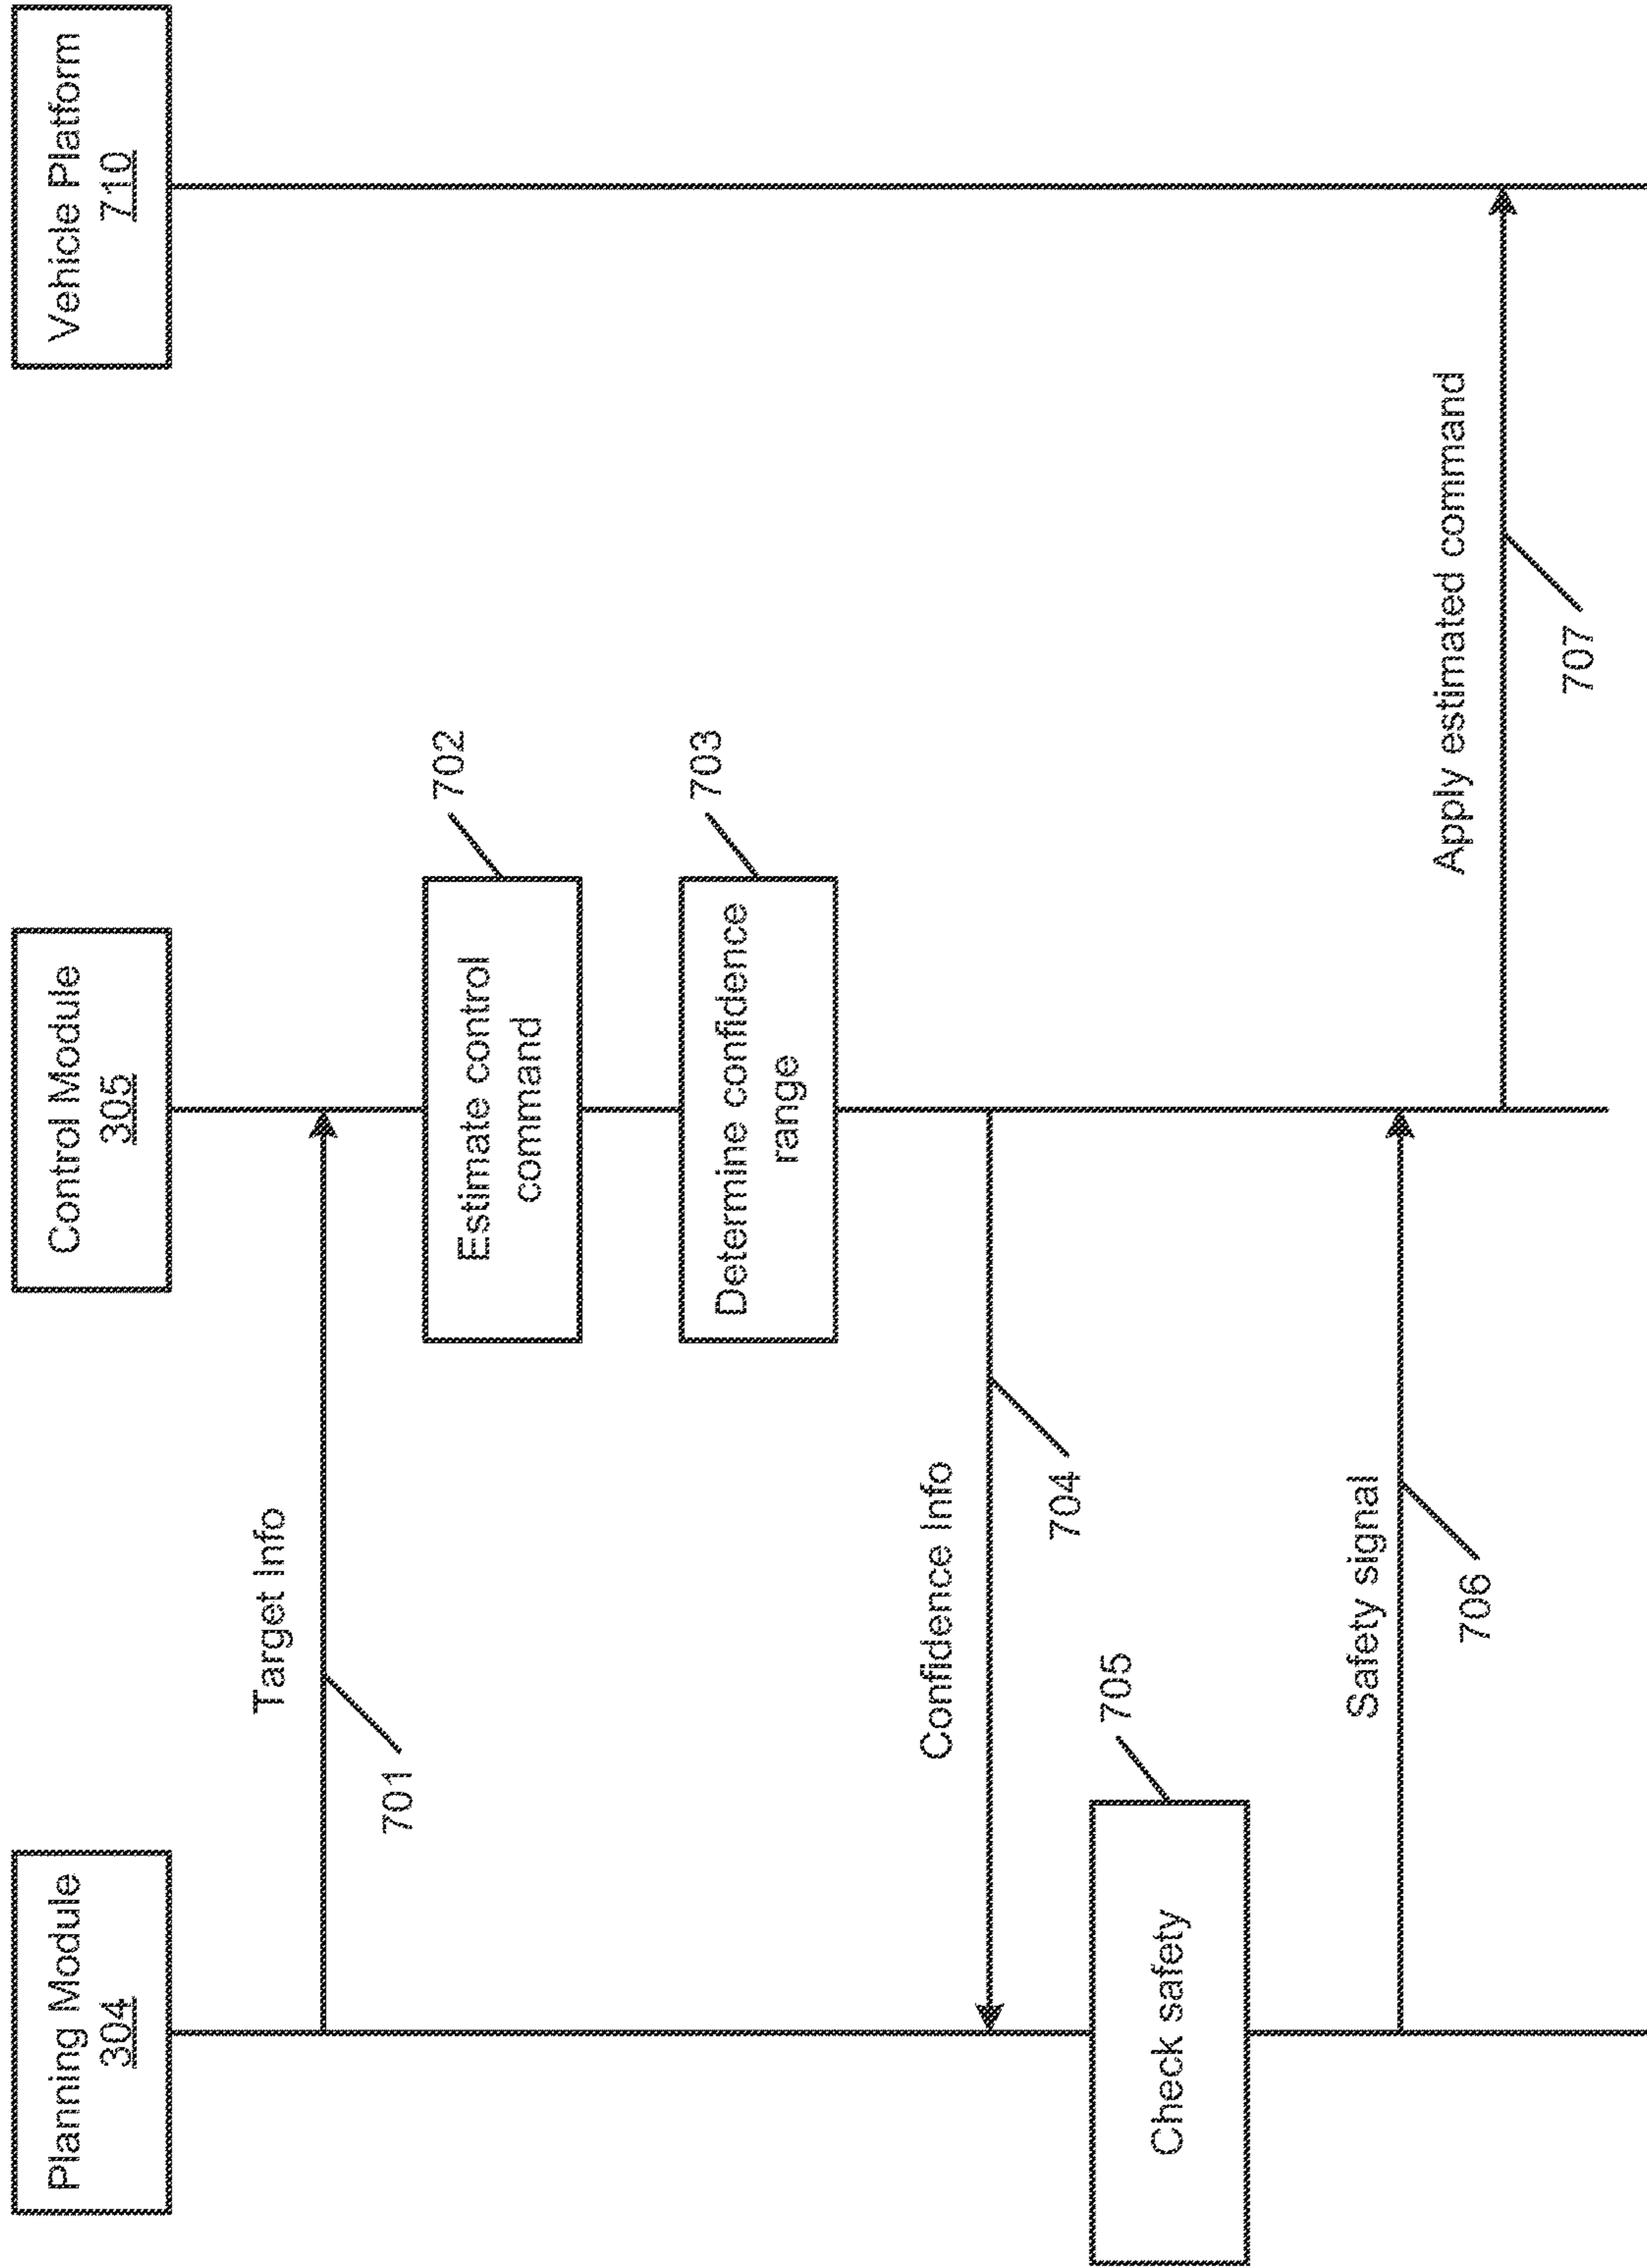 Planning Module
304
Control Module
305
Vehicle Platform
710
Target Info
701
Estimate control
command
702
Determine confidence
range
703
Confidence Info
704
Check safety
705
Safety signal
706
Apply estimated command
707